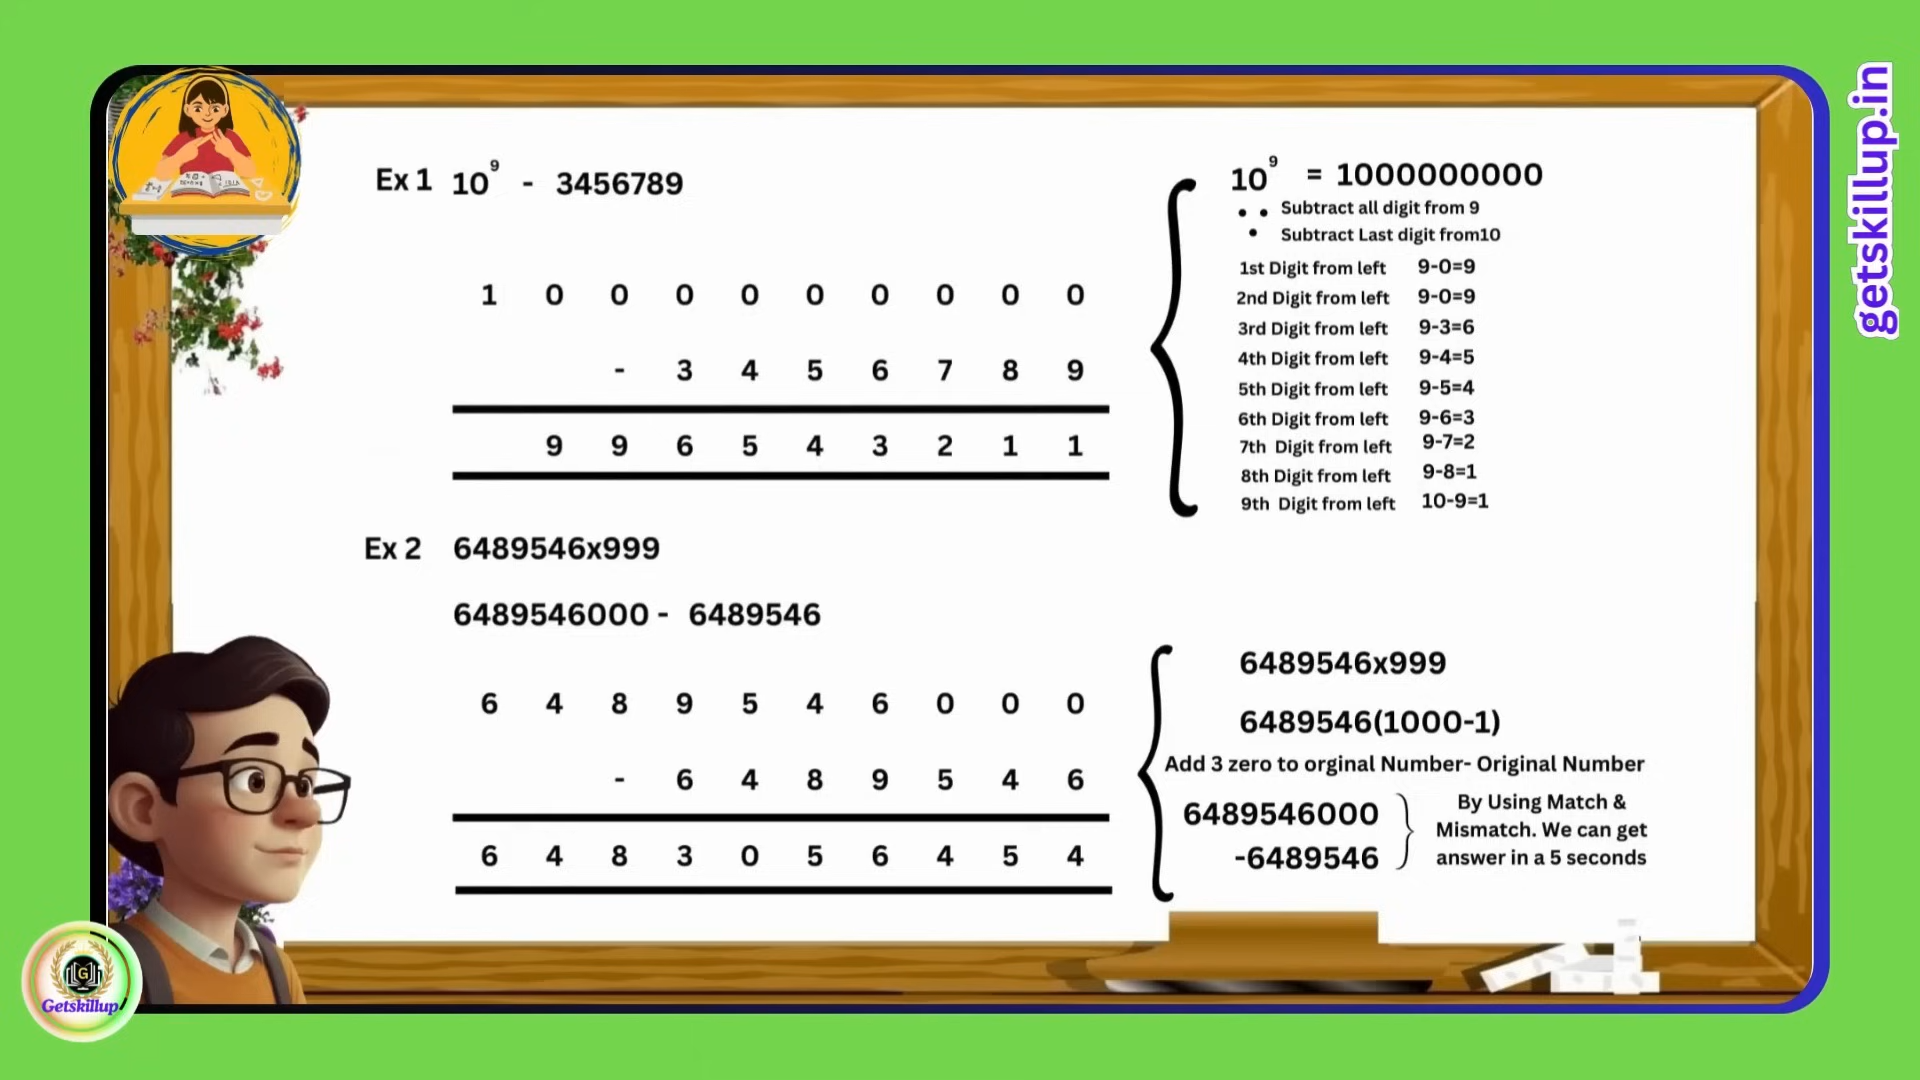 getskillup.in
Ex 1 10⁹ - 3456789
1 0 0 0 0 0 0 0 0 0
- 3 4 5 6 7 8 9
9 9 6 5 4 3 2 1 1
10⁹ = 1000000000
Subtract all digit from 9
Subtract Last digit from10
1st Digit from left 9-0=9
2nd Digit from left 9-0=9
3rd Digit from left 9-3=6
4th Digit from left 9-4=5
5th Digit from left 9-5=4
6th Digit from left 9-6=3
7th Digit from left 9-7=2
8th Digit from left 9-8=1
9th Digit from left 10-9=1
Ex 2 6489546x999
6489546000 - 6489546
6 4 8 9 5 4 6 0 0 0
- 6 4 8 9 5 4 6
6 4 8 3 0 5 6 4 5 4
6489546x999
6489546(1000-1)
Add 3 zero to orginal Number- Original Number
6489546000
-6489546
By Using Match &
Mismatch. We can get
answer in a 5 seconds
G
Getskillup